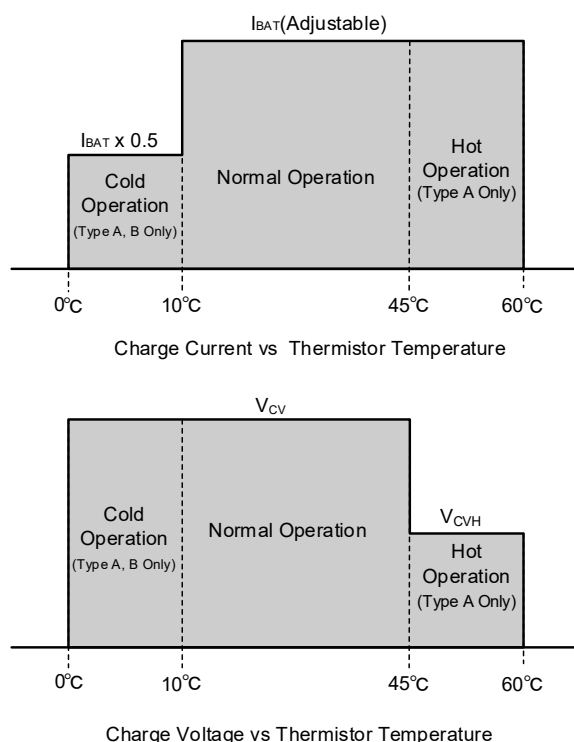 IBAT(Adjustable)
IBAT x 0.5
Cold
Operation
(Type A, B Only)
Normal Operation
Hot
Operation
(Type A Only)
0℃
10℃
45℃
60℃
Charge Current vs Thermistor Temperature
VCV
Cold
Operation
(Type A, B Only)
Normal Operation
VCVH
Hot
Operation
(Type A Only)
0℃
10℃
45℃
60℃
Charge Voltage vs Thermistor Temperature